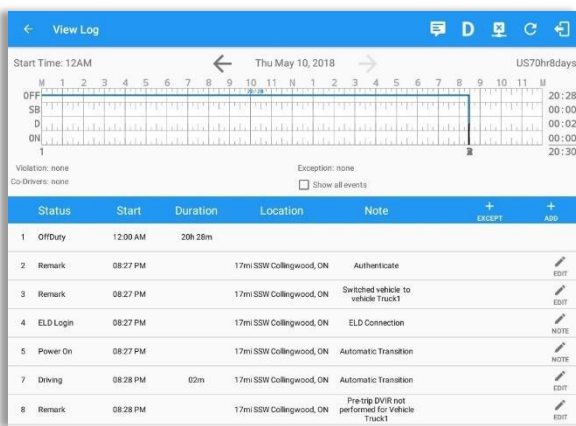 View Log
D
Start Time: 12AM
Thu May 10, 2018
US70hr8days
M 1 2 3 4 5 6 7 8 9 10 11 N 1 2 3 4 5 6 7 8 9 10 11 M
OFF 20:28 20:28
SB 00:00
D 00:02
ON 00:00
1 20:30
Violation: none
Exception: none
Co-Drivers: none
Show all events
Status Start Duration Location Note + EXCEPT + ADD
1 OffDuty 12:00 AM 20h 28m
2 Remark 08:27 PM 17mi SSW Collingwood, ON Authenticate EDIT
3 Remark 08:27 PM 17mi SSW Collingwood, ON Switched vehicle to
vehicle Truck1 EDIT
4 ELD Login 08:27 PM 17mi SSW Collingwood, ON ELD Connection NOTE
5 Power On 08:27 PM 17mi SSW Collingwood, ON Automatic Transition NOTE
7 Driving 08:28 PM 02m 17mi SSW Collingwood, ON Automatic Transition EDIT
8 Remark 08:28 PM 17mi SSW Collingwood, ON Pre-trip DVIR not
performed for Vehicle
Truck1 EDIT